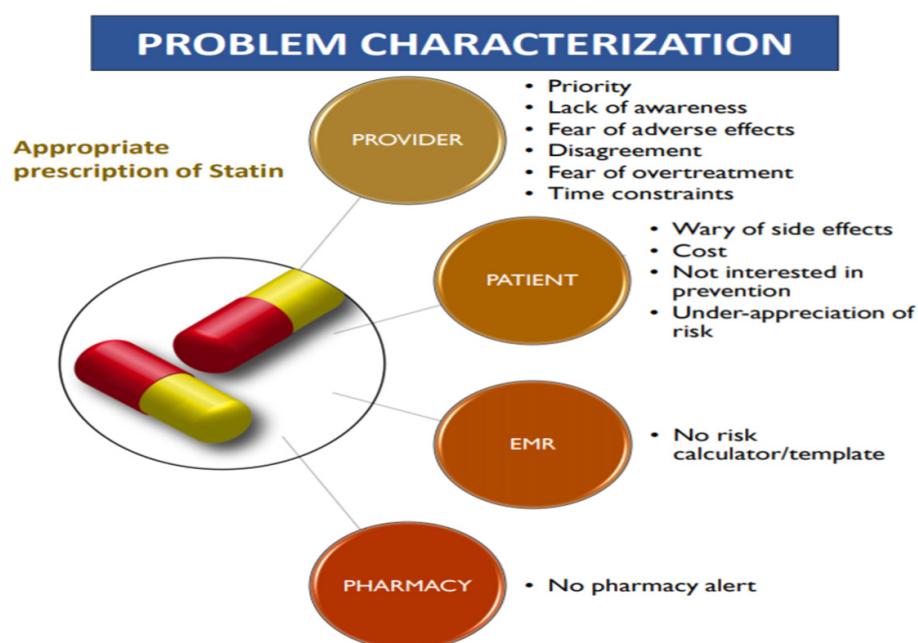 PROBLEM CHARACTERIZATION
Appropriate
prescription of Statin
PROVIDER
• Priority
• Lack of awareness
• Fear of adverse effects
• Disagreement
• Fear of overtreatment
• Time constraints
PATIENT
• Wary of side effects
• Cost
• Not interested in
prevention
• Under-appreciation of
risk
EMR
• No risk
calculator/template
PHARMACY
• No pharmacy alert